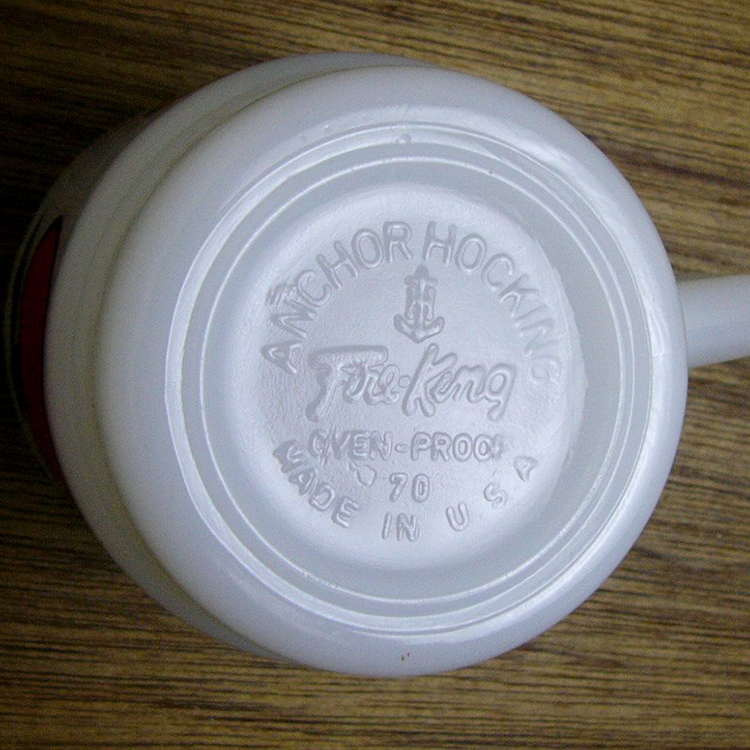 ANCHOR HOCKING
H
Fire-King
OVEN-PROOF
70
MADE IN USA